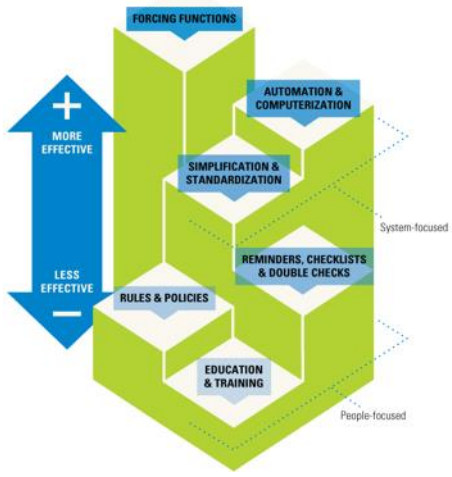 FORCING FUNCTIONS
AUTOMATION &
COMPUTERIZATION
+
MORE
EFFECTIVE
SIMPLIFICATION &
STANDARDIZATION
System-focused
REMINDERS, CHECKLISTS
& DOUBLE CHECKS
LESS
EFFECTIVE
–
RULES & POLICIES
EDUCATION
& TRAINING
People-focused